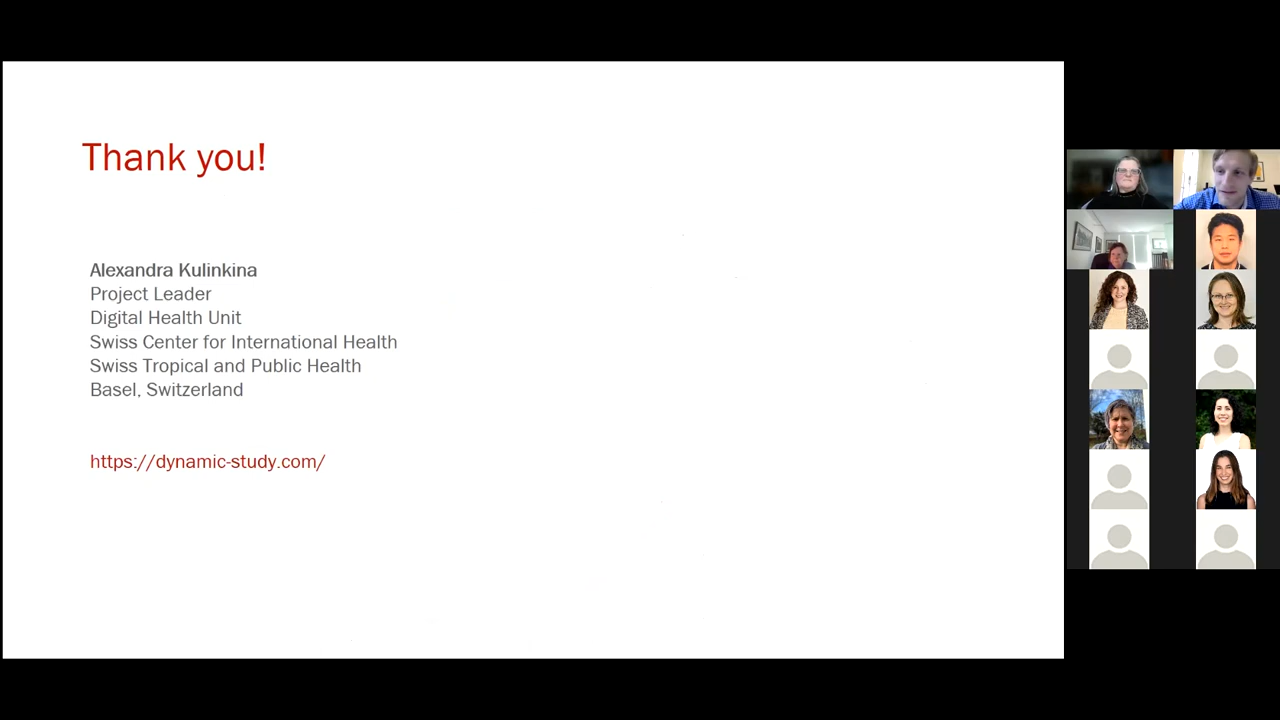 Thank you!
Alexandra Kulinkina
Project Leader
Digital Health Unit
Swiss Center for International Health
Swiss Tropical and Public Health
Basel, Switzerland
https://dynamic-study.com/